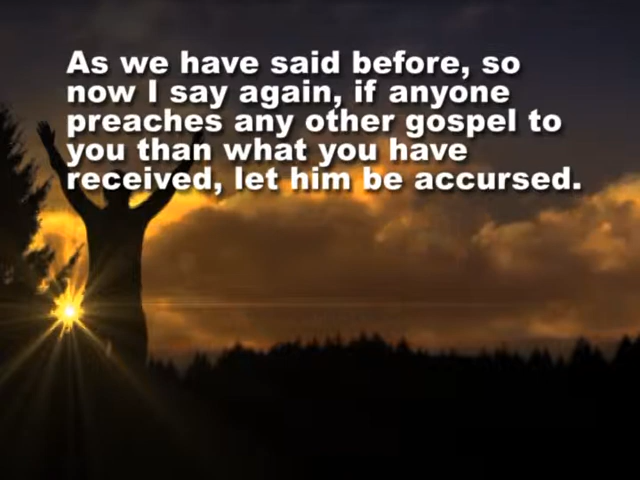 As we have said before, so
now I say again, if anyone
preaches any other gospel to
you than what you have
received, let him be accursed.